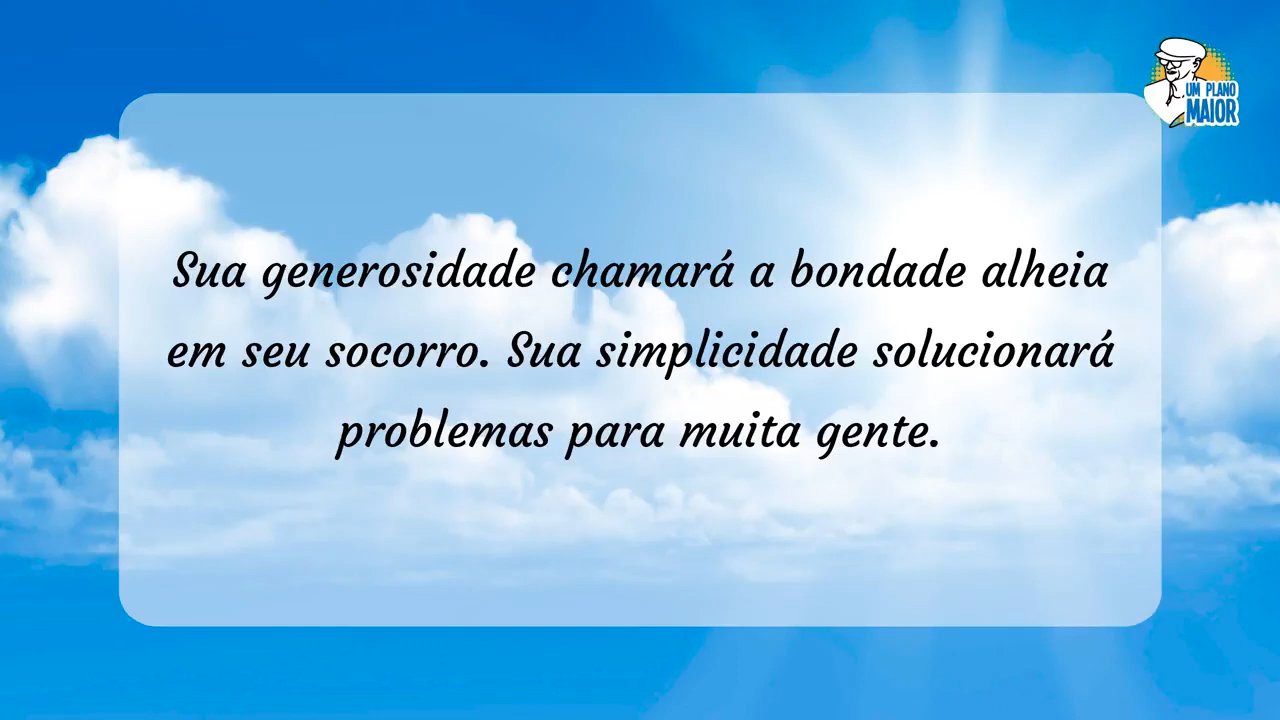 UM PLANO
MAIOR
Sua generosidade chamará a bondade alheia
em seu socorro. Sua simplicidade solucionará
problemas para muita gente.